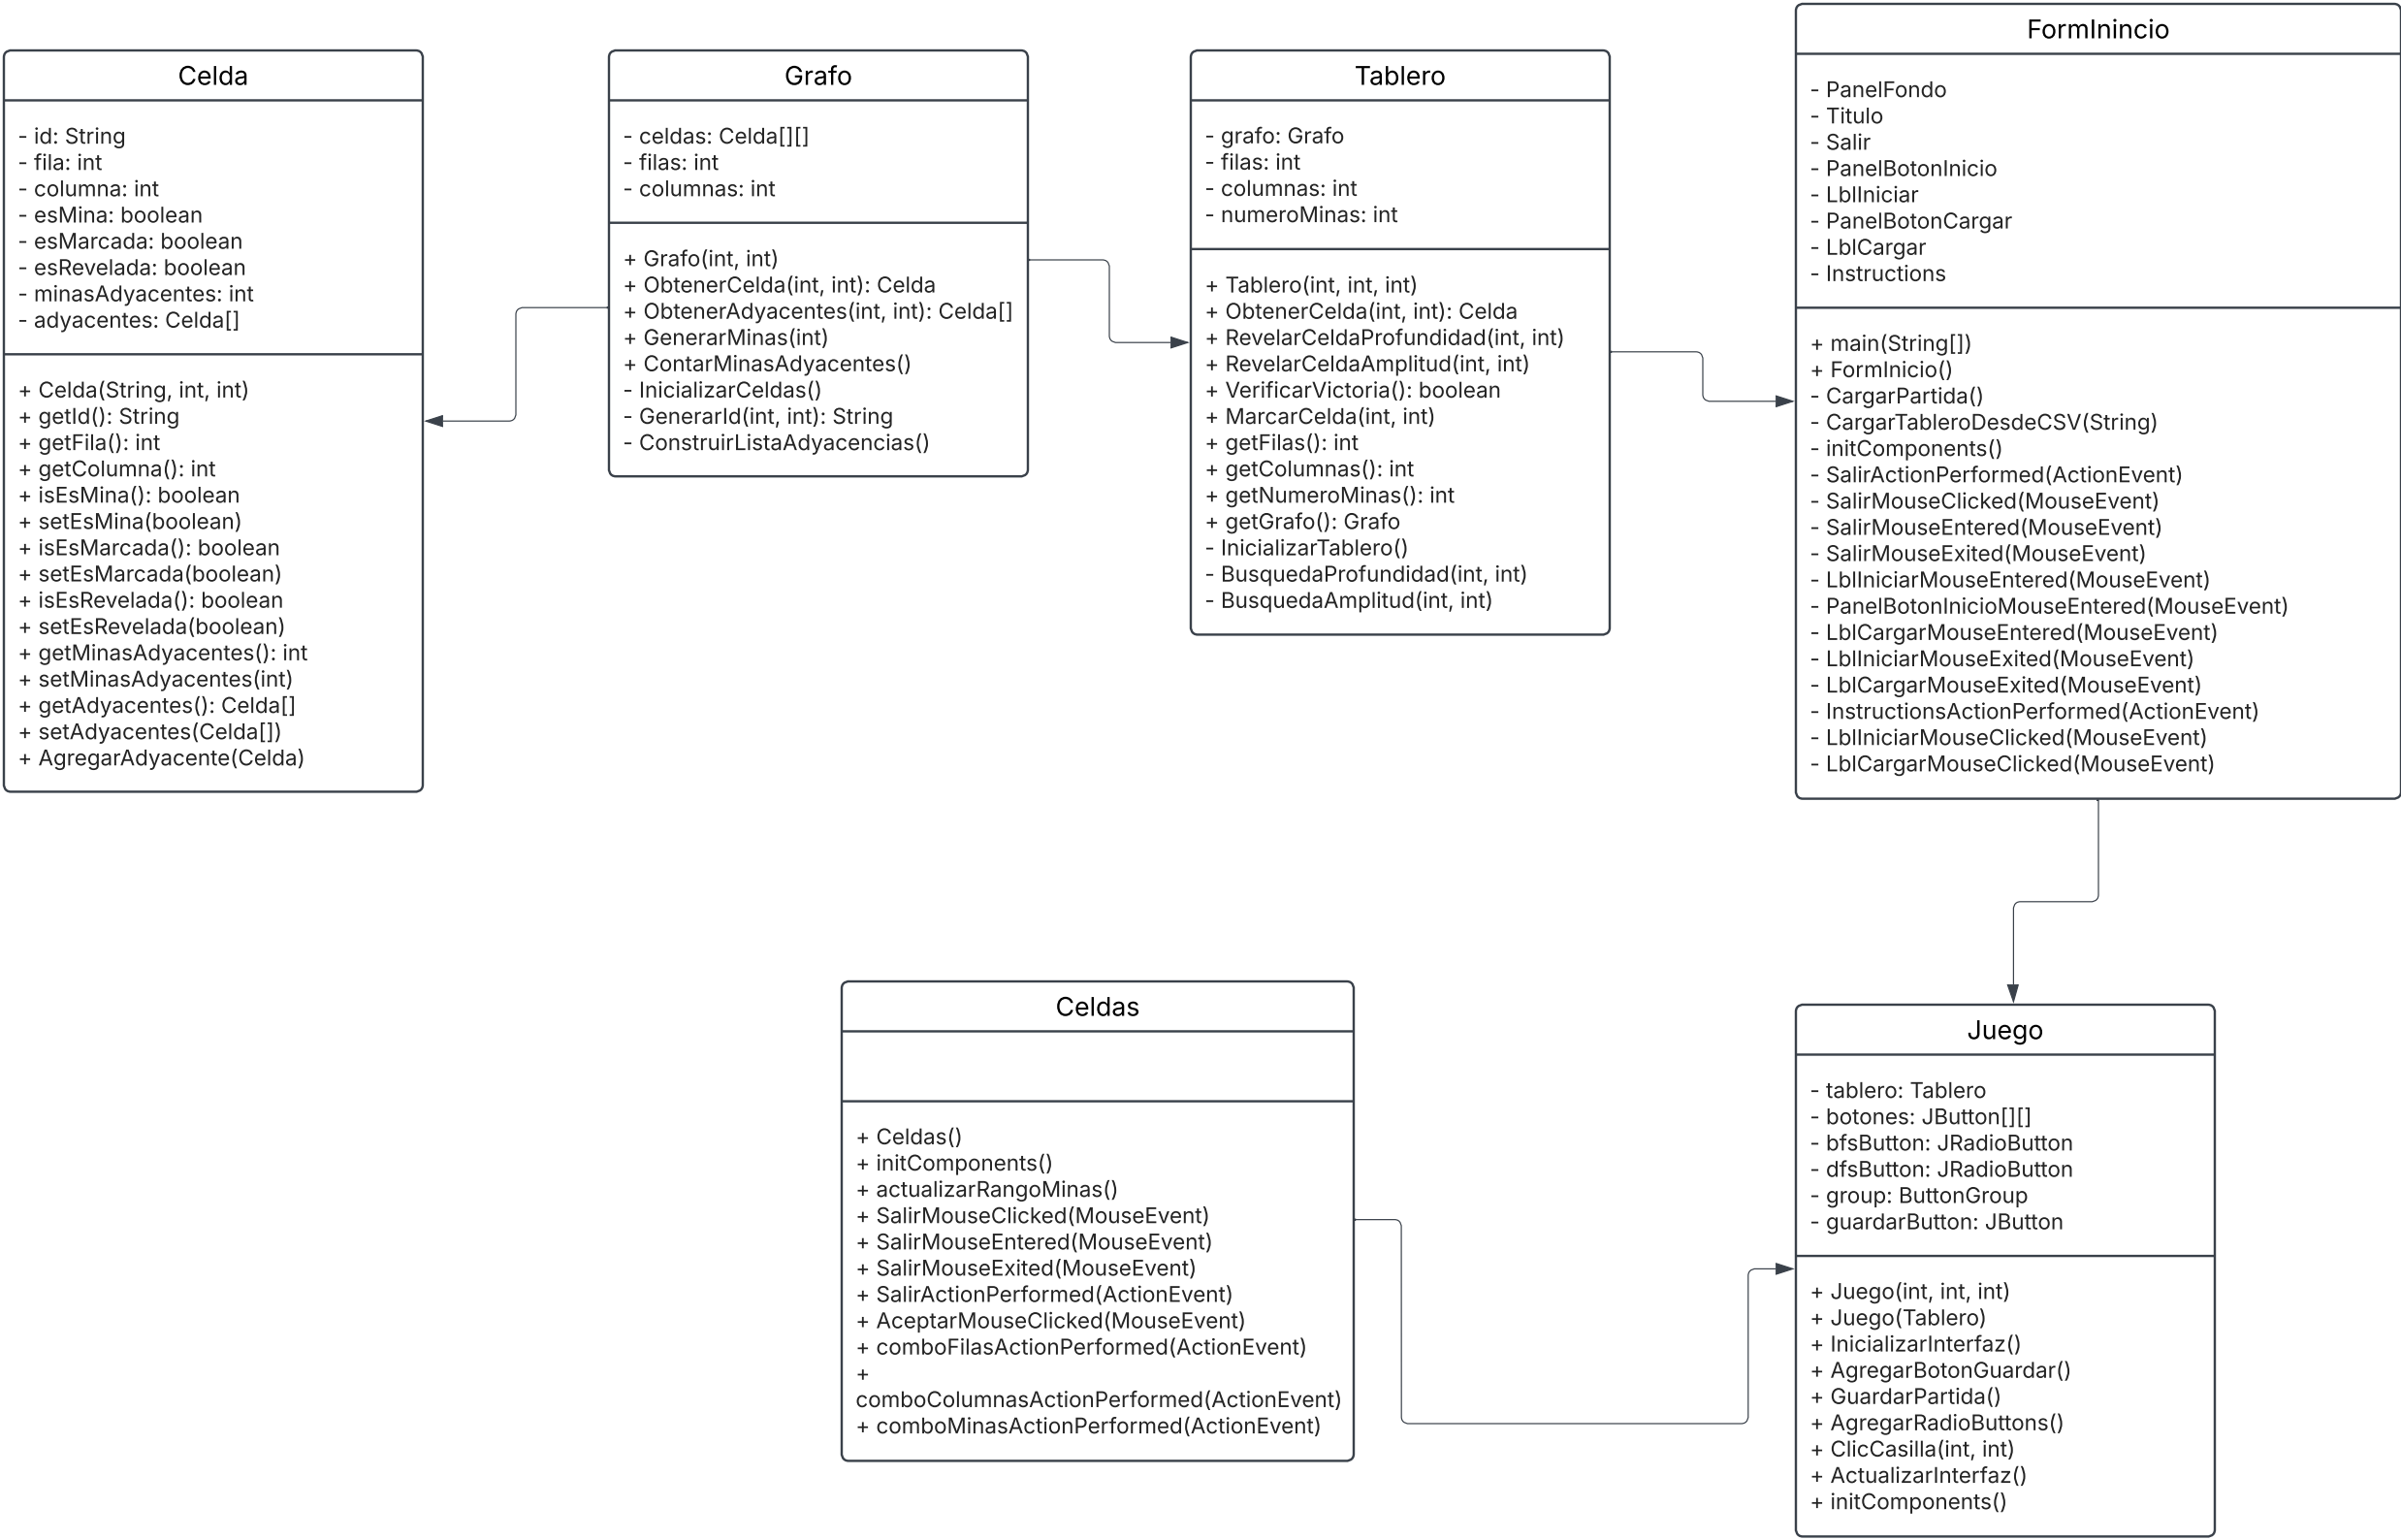 Celda
- id: String
- fila: int
- columna: int
- esMina: boolean
- esMarcada: boolean
- esRevelada: boolean
- minasAdyacentes: int
- adyacentes: Celda[]
+ Celda(String, int, int)
+ getId(): String
+ getFila(): int
+ getColumna(): int
+ isEsMina(): boolean
+ setEsMina(boolean)
+ isEsMarcada(): boolean
+ setEsMarcada(boolean)
+ isEsRevelada(): boolean
+ setEsRevelada(boolean)
+ getMinasAdyacentes(): int
+ setMinasAdyacentes(int)
+ getAdyacentes(): Celda[]
+ setAdyacentes(Celda[])
+ AgregarAdyacente(Celda)
Grafo
- celdas: Celda[][]
- filas: int
- columnas: int
+ Grafo(int, int)
+ ObtenerCelda(int, int): Celda
+ ObtenerAdyacentes(int, int): Celda[]
+ GenerarMinas(int)
+ ContarMinasAdyacentes()
- InicializarCeldas()
- GenerarId(int, int): String
- ConstruirListaAdyacencias()
Tablero
- grafo: Grafo
- filas: int
- columnas: int
- numeroMinas: int
+ Tablero(int, int, int)
+ ObtenerCelda(int, int): Celda
+ RevelarCeldaProfundidad(int, int)
+ RevelarCeldaAmplitud(int, int)
+ VerificarVictoria(): boolean
+ MarcarCelda(int, int)
+ getFilas(): int
+ getColumnas(): int
+ getNumeroMinas(): int
+ getGrafo(): Grafo
- InicializarTablero()
- BusquedaProfundidad(int, int)
- BusquedaAmplitud(int, int)
FormInincio
- PanelFondo
- Titulo
- Salir
- PanelBotonInicio
- LblIniciar
- PanelBotonCargar
- LblCargar
- Instructions
+ main(String[])
+ FormInicio()
- CargarPartida()
- CargarTableroDesdeCSV(String)
- initComponents()
- SalirActionPerformed(ActionEvent)
- SalirMouseClicked(MouseEvent)
- SalirMouseEntered(MouseEvent)
- SalirMouseExited(MouseEvent)
- LblIniciarMouseEntered(MouseEvent)
- PanelBotonInicioMouseEntered(MouseEvent)
- LblCargarMouseEntered(MouseEvent)
- LblIniciarMouseExited(MouseEvent)
- LblCargarMouseExited(MouseEvent)
- InstructionsActionPerformed(ActionEvent)
- LblIniciarMouseClicked(MouseEvent)
- LblCargarMouseClicked(MouseEvent)
Celdas
+ Celdas()
+ initComponents()
+ actualizarRangoMinas()
+ SalirMouseClicked(MouseEvent)
+ SalirMouseEntered(MouseEvent)
+ SalirMouseExited(MouseEvent)
+ SalirActionPerformed(ActionEvent)
+ AceptarMouseClicked(MouseEvent)
+ comboFilasActionPerformed(ActionEvent)
+
comboColumnasActionPerformed(ActionEvent)
+ comboMinasActionPerformed(ActionEvent)
Juego
- tablero: Tablero
- botones: JButton[][]
- bfsButton: JRadioButton
- dfsButton: JRadioButton
- group: ButtonGroup
- guardarButton: JButton
+ Juego(int, int, int)
+ Juego(Tablero)
+ InicializarInterfaz()
+ AgregarBotonGuardar()
+ GuardarPartida()
+ AgregarRadioButtons()
+ ClicCasilla(int, int)
+ ActualizarInterfaz()
+ initComponents()